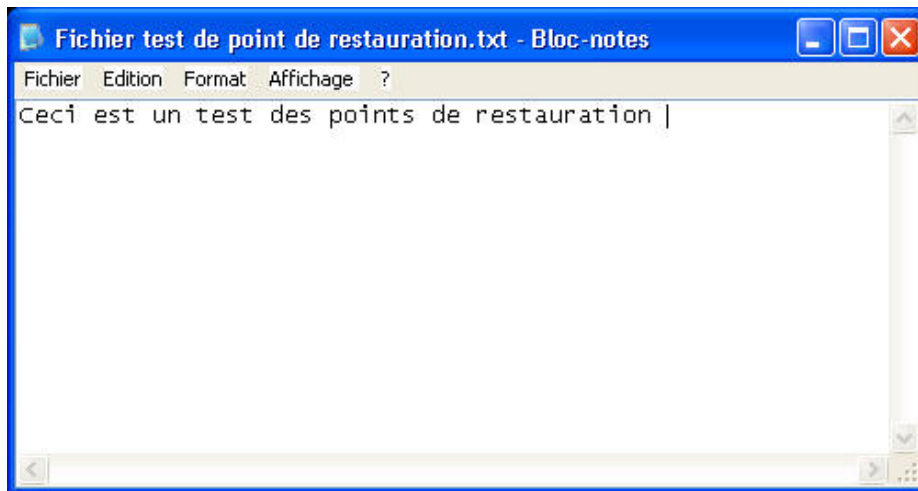 Fichier test de point de restauration.txt - Bloc-notes
Fichier Edition Format Affichage ?
Ceci est un test des points de restauration